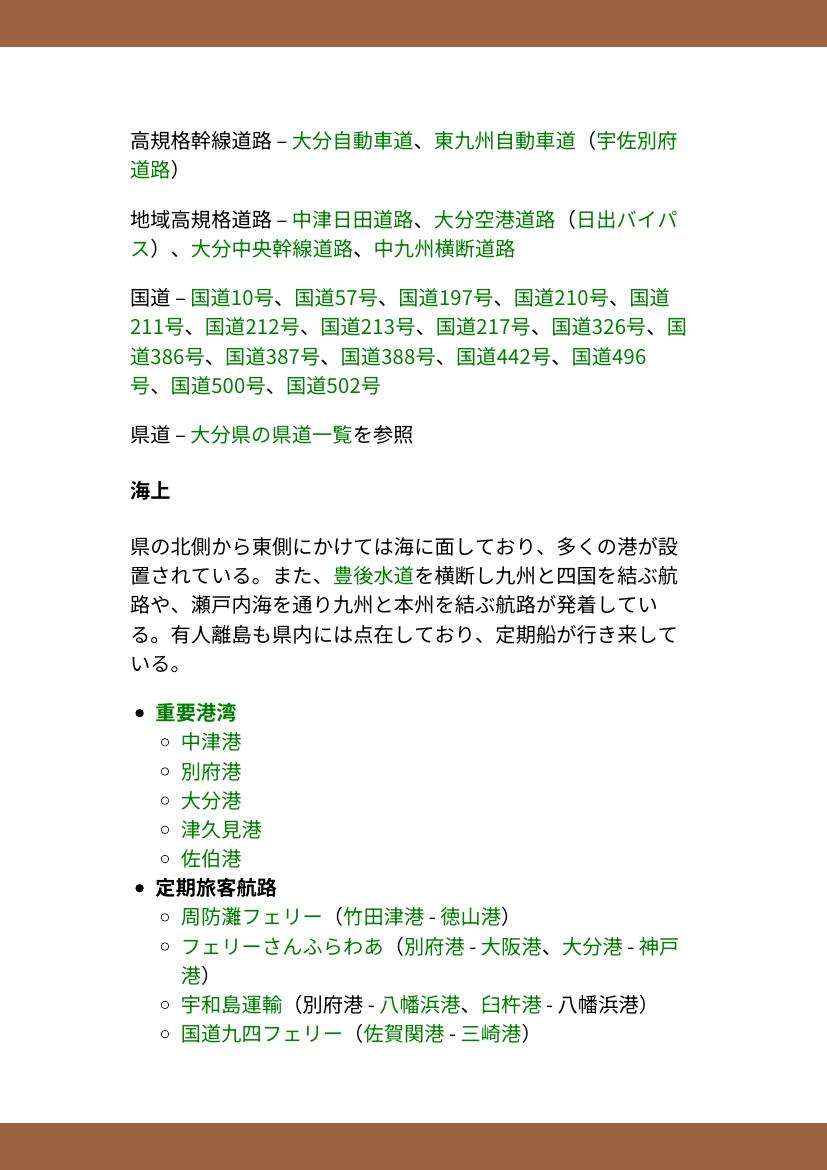 高規格幹線道路 – 大分自動車道、東九州自動車道（宇佐別府
道路）
地域高規格道路 – 中津日田道路、大分空港道路（日出バイパ
ス）、大分中央幹線道路、中九州横断道路
国道 – 国道10号、国道57号、国道197号、国道210号、国道
211号、国道212号、国道213号、国道217号、国道326号、国
道386号、国道387号、国道388号、国道442号、国道496
号、国道500号、国道502号
県道 – 大分県の県道一覧を参照
海上
県の北側から東側にかけては海に面しており、多くの港が設
置されている。また、豊後水道を横断し九州と四国を結ぶ航
路や、瀬戸内海を通り九州と本州を結ぶ航路が発着してい
る。有人離島も県内には点在しており、定期船が行き来して
いる。
• 重要港湾
◦ 中津港
◦ 別府港
◦ 大分港
◦ 津久見港
◦ 佐伯港
• 定期旅客航路
◦ 周防灘フェリー（竹田津港 - 徳山港）
◦ フェリーさんふらわあ（別府港 - 大阪港、大分港 - 神戸
港）
◦ 宇和島運輸（別府港 - 八幡浜港、臼杵港 - 八幡浜港）
◦ 国道九四フェリー（佐賀関港 - 三崎港）